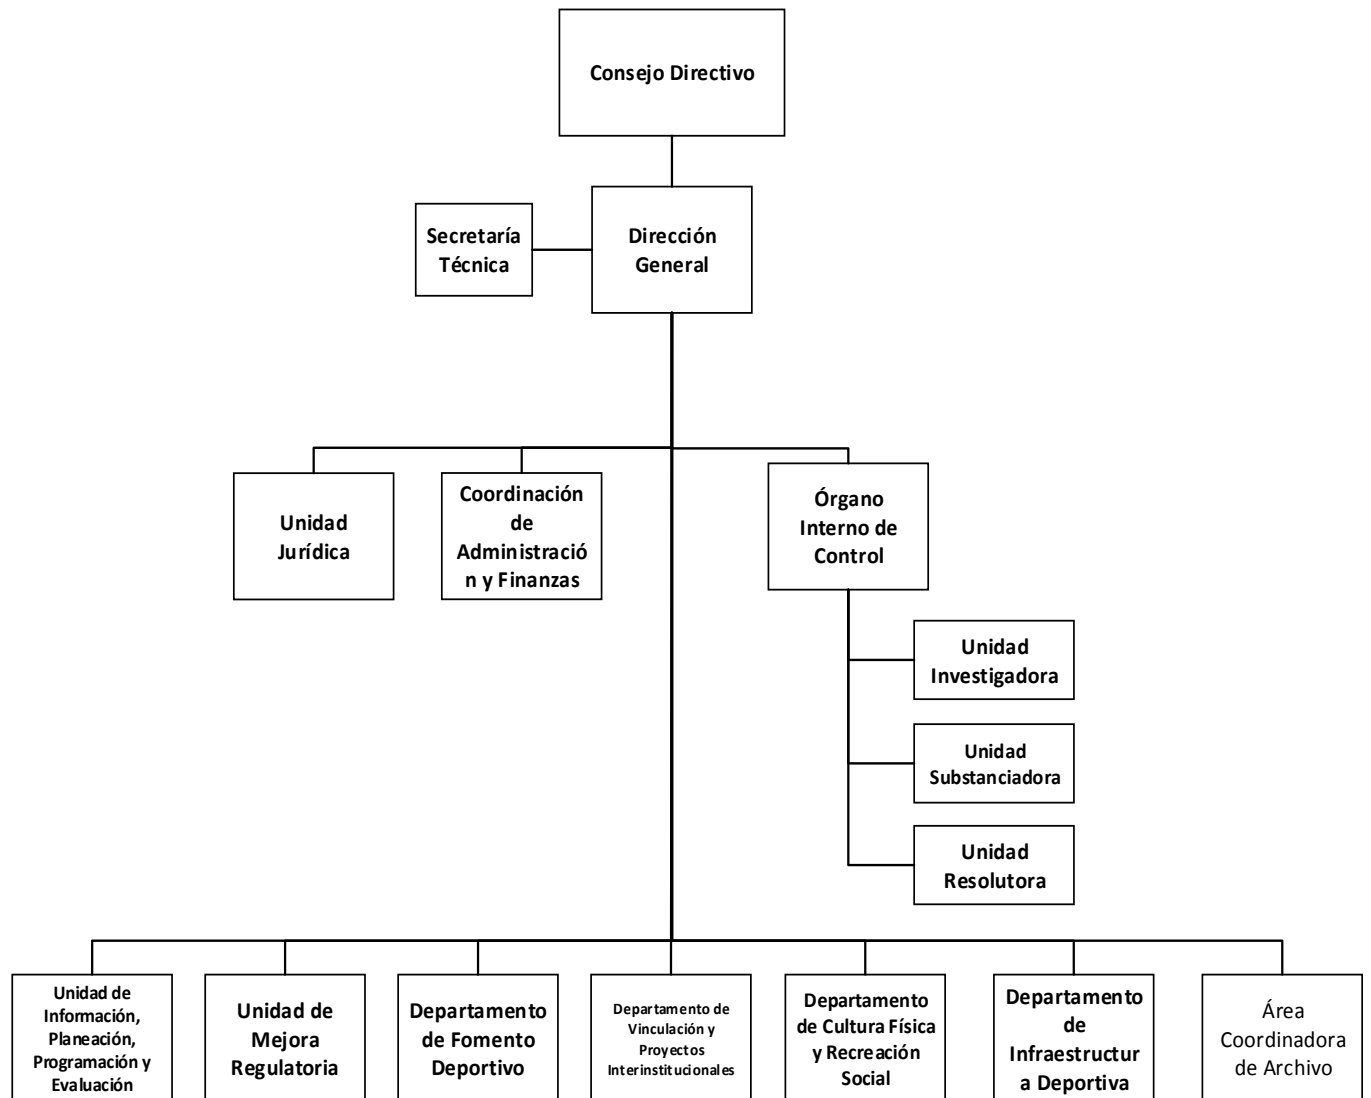 Consejo Directivo
Secretaría
Técnica
Dirección
General
Unidad
Jurídica
Coordinación
de
Administració
n y Finanzas
Órgano
Interno de
Control
Unidad
Investigadora
Unidad
Substanciadora
Unidad
Resolutora
Unidad de
Información,
Planeación,
Programación y
Evaluación
Unidad de
Mejora
Regulatoria
Departamento
de Fomento
Deportivo
Departamento de
Vinculación y
Proyectos
Interinstitucionales
Departamento
de Cultura Física
y Recreación
Social
Departamento
de
Infraestructur
a Deportiva
Área
Coordinadora
de Archivo